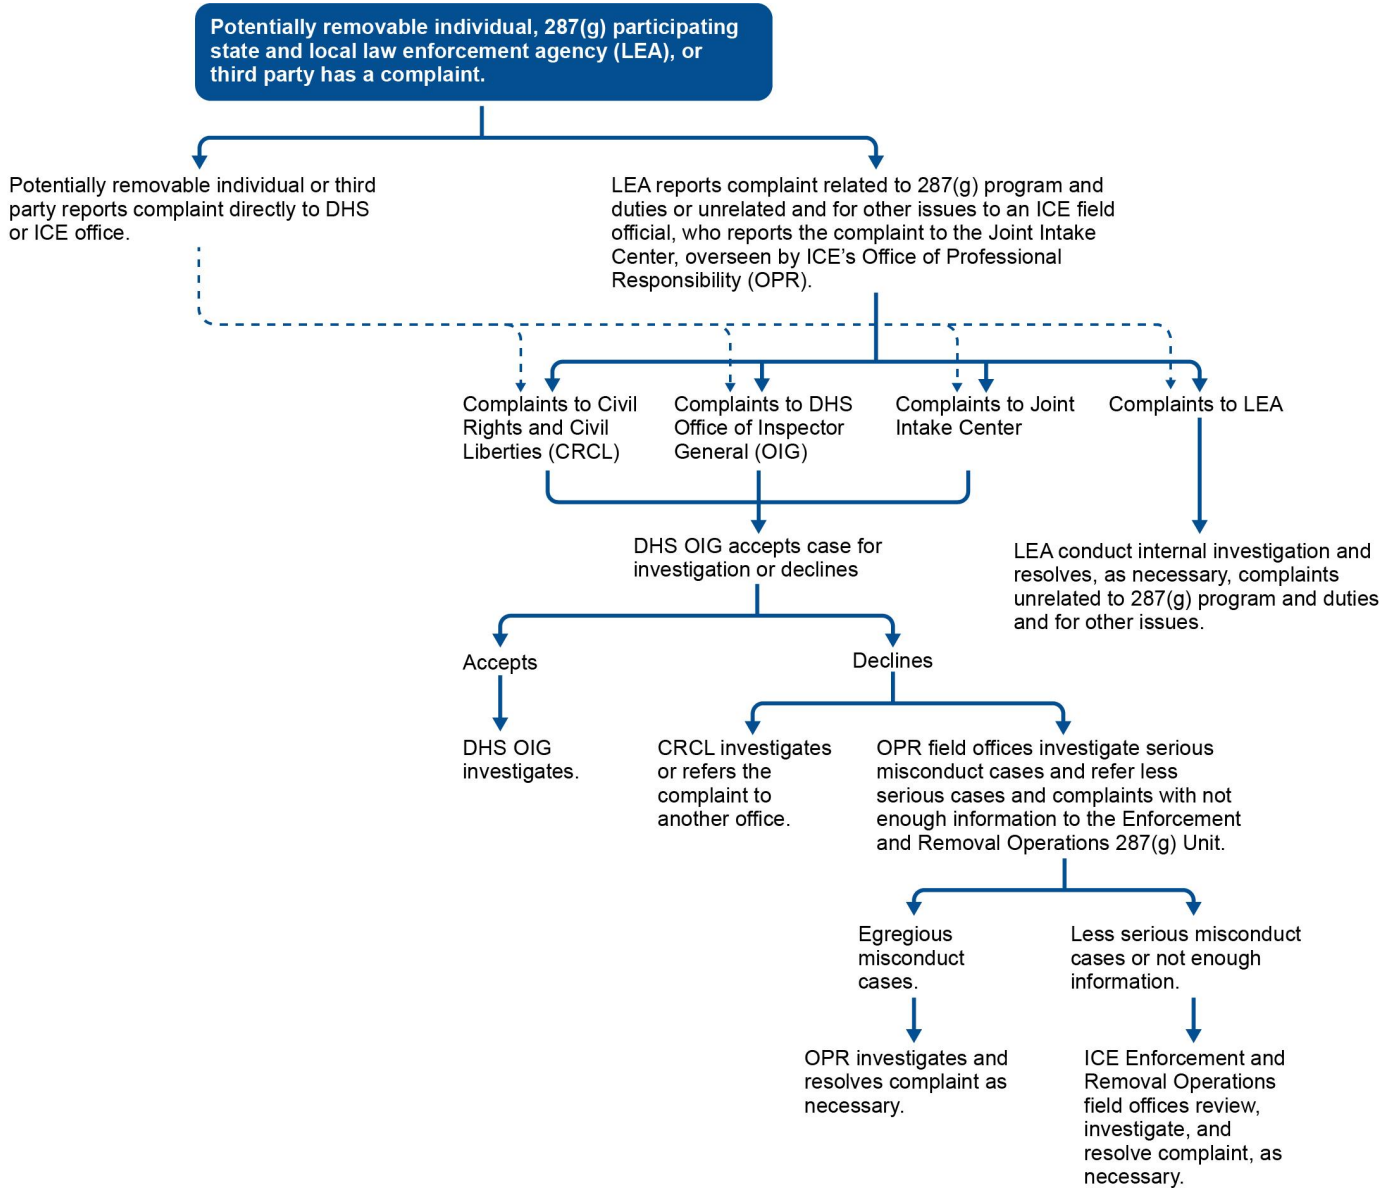 Potentially removable individual, 287(g) participating
state and local law enforcement agency (LEA), or
third party has a complaint.
Potentially removable individual or third
party reports complaint directly to DHS
or ICE office.
LEA reports complaint related to 287(g) program and
duties or unrelated and for other issues to an ICE field
official, who reports the complaint to the Joint Intake
Center, overseen by ICE’s Office of Professional
Responsibility (OPR).
Complaints to Civil
Rights and Civil
Liberties (CRCL)
Complaints to DHS
Office of Inspector
General (OIG)
Complaints to Joint
Intake Center
Complaints to LEA
DHS OIG accepts case for
investigation or declines
LEA conduct internal investigation and
resolves, as necessary, complaints
unrelated to 287(g) program and duties
and for other issues.
Accepts
Declines
DHS OIG
investigates.
CRCL investigates
or refers the
complaint to
another office.
OPR field offices investigate serious
misconduct cases and refer less
serious cases and complaints with not
enough information to the Enforcement
and Removal Operations 287(g) Unit.
Egregious
misconduct
cases.
Less serious misconduct
cases or not enough
information.
OPR investigates and
resolves complaint as
necessary.
ICE Enforcement and
Removal Operations
field offices review,
investigate, and
resolve complaint, as
necessary.